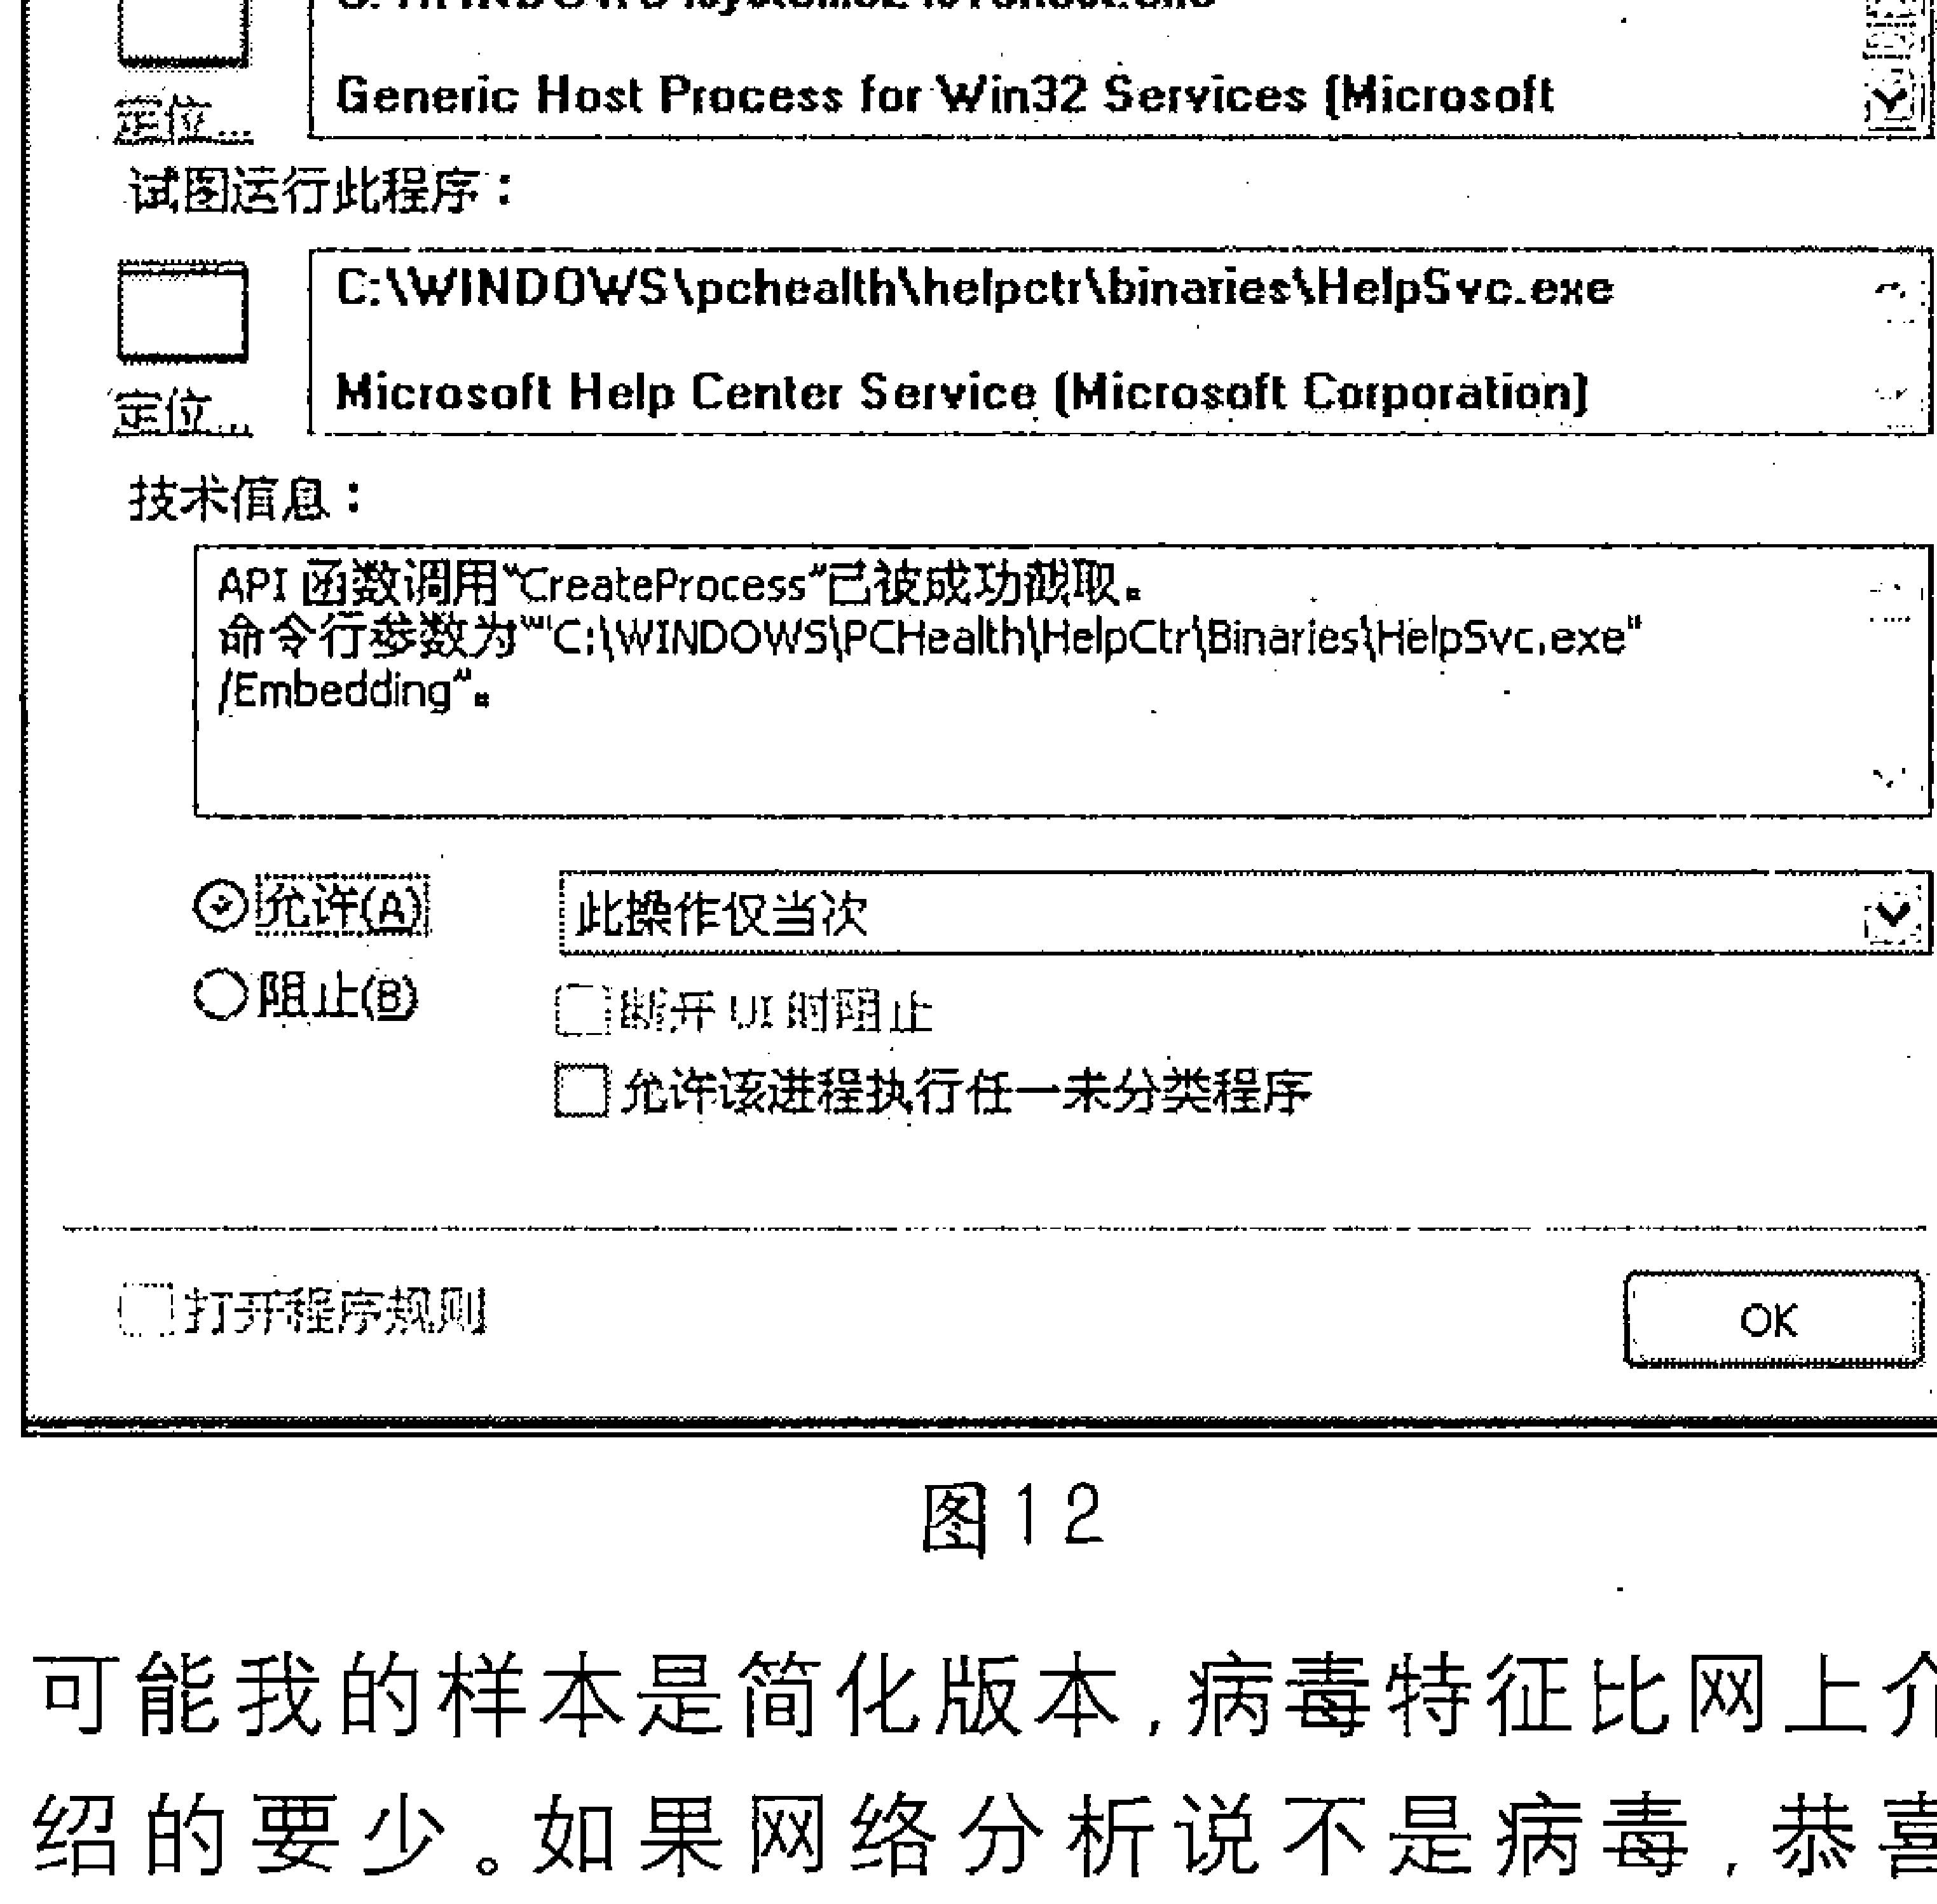 Generic Host Process for Win32 Services (Microsoft
定位...
试图运行此程序：
C:\WINDOWS\pchealth\helpctr\binaries\HelpSvc.exe
Microsoft Help Center Service (Microsoft Corporation)
定位...
技术信息：
API 函数调用“CreateProcess”已被成功截取。
命令行参数为“"C:\WINDOWS\PCHealth\HelpCtr\Binaries\HelpSvc.exe"
/Embedding”。
允许(A) 此操作仅当次
阻止(B) 断开 UI 时阻止
允许该进程执行任一未分类程序
打开程序规则 OK
图12
可能我的样本是简化版本,病毒特征比网上介
绍的要少。如果网络分析说不是病毒,恭喜